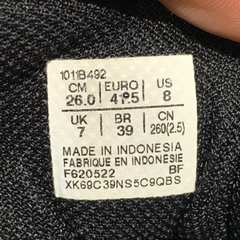 1011B492
CM EURO US
26.0 41.5 8
UK BR CN
7 39 260(2.5)
MADE IN INDONESIA
FABRIQUE EN INDONESIE
F620522 BF
XK69C39NS5C9QBS